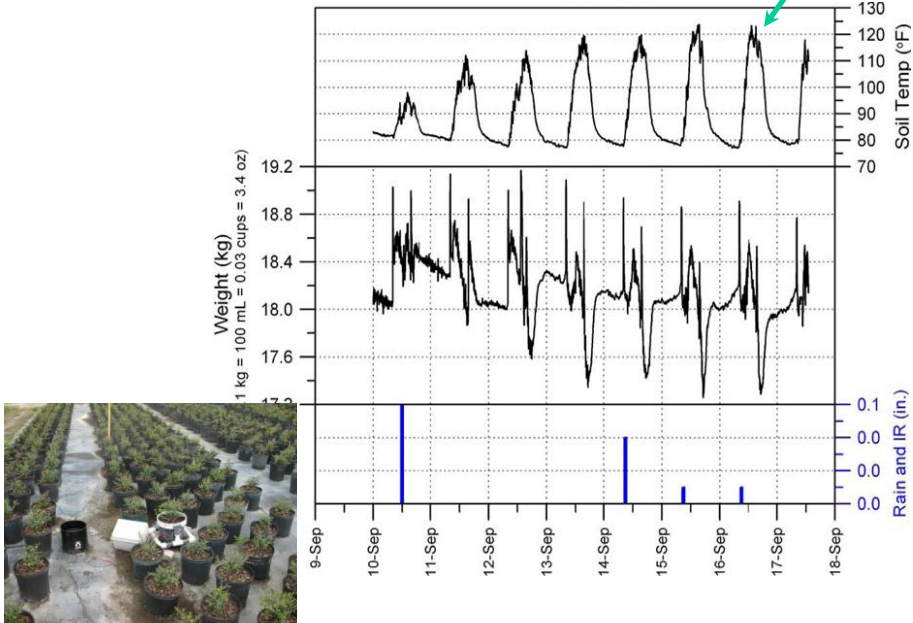 130
120
110
100
90
80
70
Soil Temp (°F)
19.2
18.8
18.4
18.0
17.6
Weight (kg)
1 kg = 100 mL = 0.03 cups = 3.4 oz)
0.1
0.0
0.0
0.0
Rain and IR (in.)
9-Sep
10-Sep
11-Sep
12-Sep
13-Sep
14-Sep
15-Sep
16-Sep
17-Sep
18-Sep